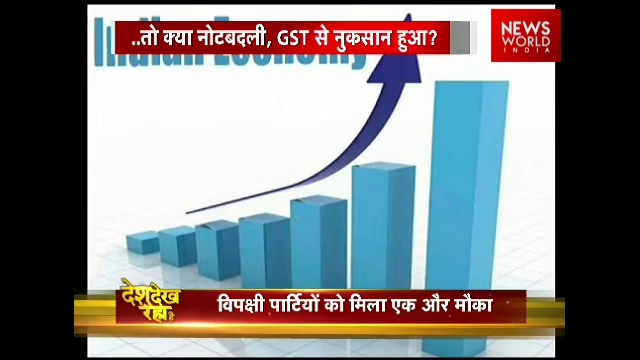 ..तो क्या नोटबदली, GST से नुकसान हुआ?
NEWS
WORLD
INDIA
Indian Economy
देश देख
रहा है
विपक्षी पार्टियों को मिला एक और मौका